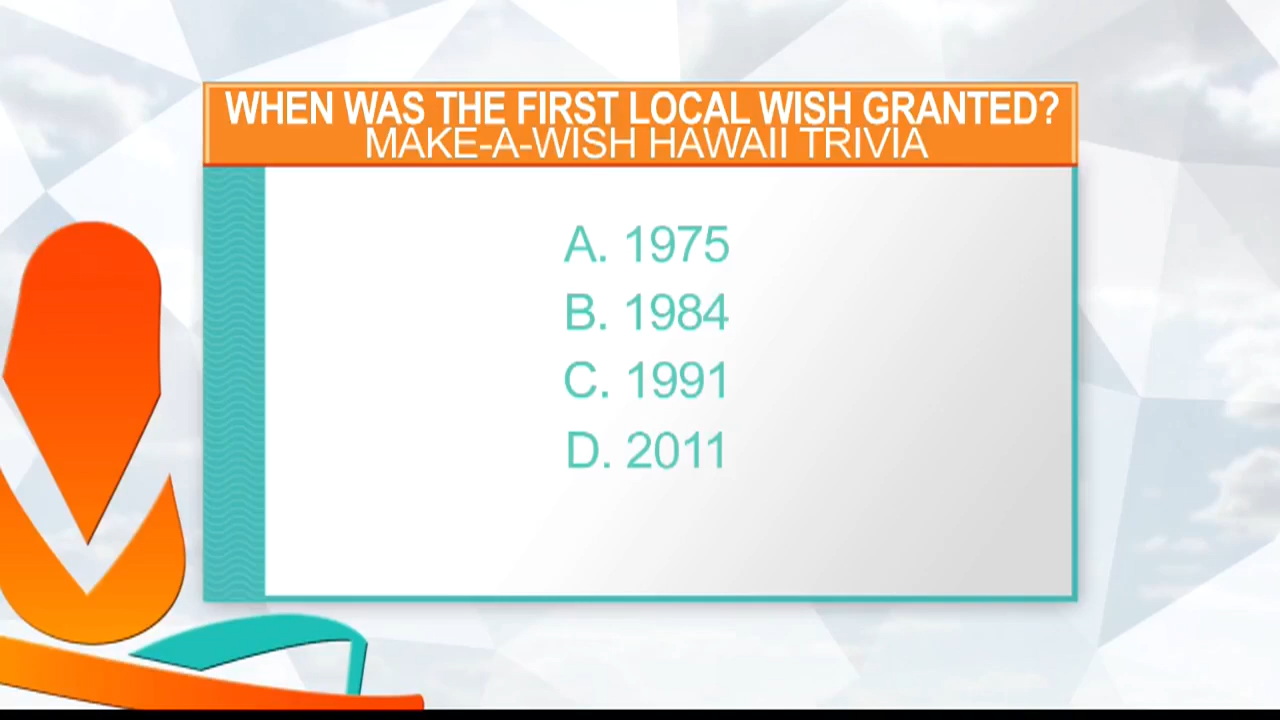 WHEN WAS THE FIRST LOCAL WISH GRANTED?
MAKE-A-WISH HAWAII TRIVIA
A. 1975
B. 1984
C. 1991
D. 2011